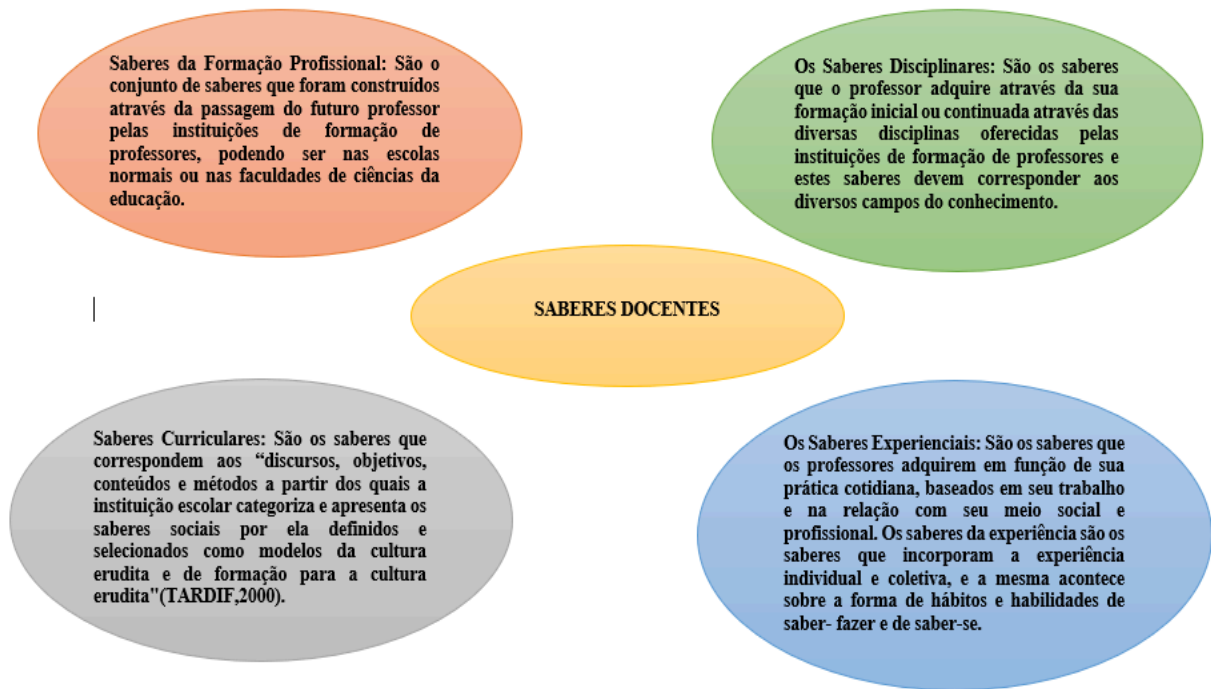 Saberes da Formação Profissional: São o
conjunto de saberes que foram construídos
através da passagem do futuro professor
pelas instituições de formação de
professores, podendo ser nas escolas
normais ou nas faculdades de ciências da
educação.
Os Saberes Disciplinares: São os saberes
que o professor adquire através da sua
formação inicial ou continuada através das
diversas disciplinas oferecidas pelas
instituições de formação de professores e
estes saberes devem corresponder aos
diversos campos do conhecimento.
SABERES DOCENTES
Saberes Curriculares: São os saberes que
correspondem aos “discursos, objetivos,
conteúdos e métodos a partir dos quais a
instituição escolar categoriza e apresenta os
saberes sociais por ela definidos e
selecionados como modelos da cultura
erudita e de formação para a cultura
erudita"(TARDIF,2000).
Os Saberes Experienciais: São os saberes que
os professores adquirem em função de sua
prática cotidiana, baseados em seu trabalho
e na relação com seu meio social e
profissional. Os saberes da experiência são os
saberes que incorporam a experiência
individual e coletiva, e a mesma acontece
sobre a forma de hábitos e habilidades de
saber- fazer e de saber-se.